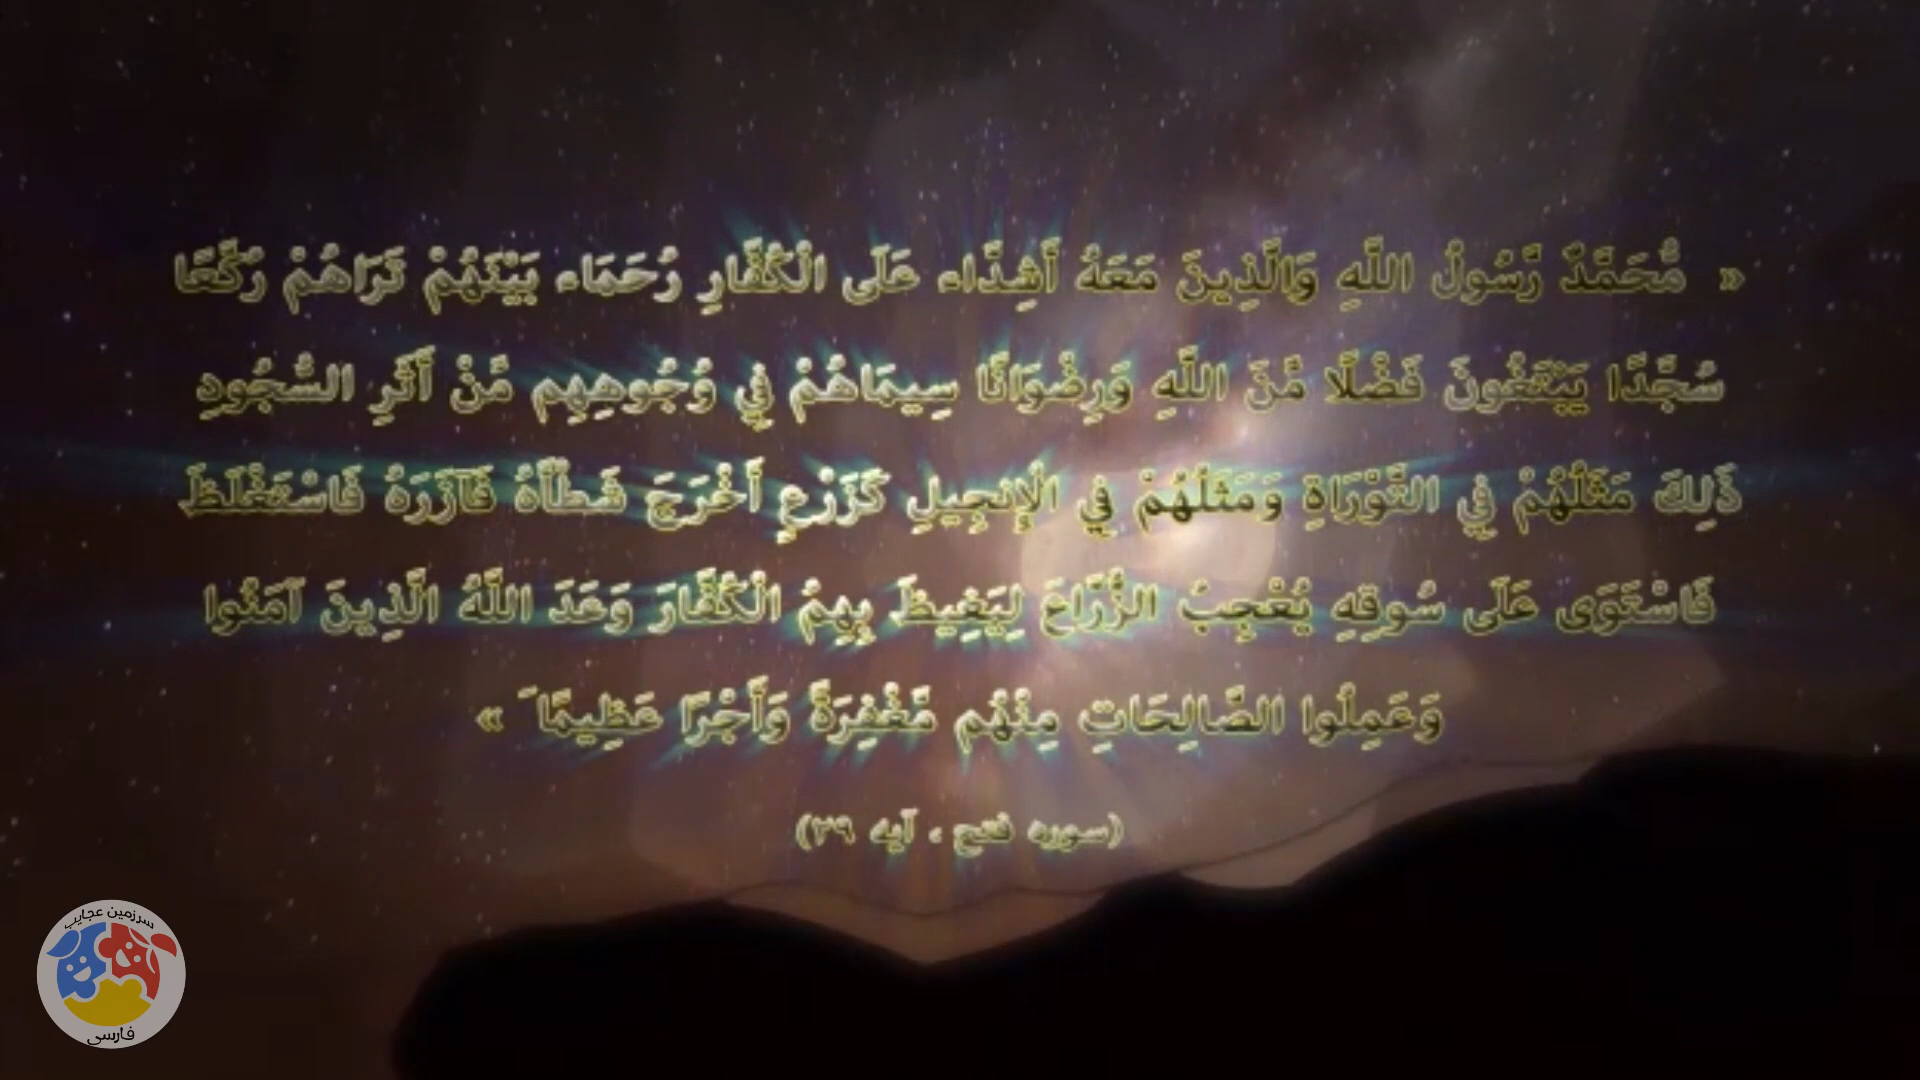 « مُّحَمَّدٌ رَّسُولُ اللَّهِ وَالَّذِينَ مَعَهُ أَشِدَّاء عَلَى الْكُفَّارِ رُحَمَاء بَيْنَهُمْ تَرَاهُمْ رُكَّعًا
سُجَّدًا يَبْتَغُونَ فَضْلًا مِّنَ اللَّهِ وَرِضْوَانًا سِيمَاهُمْ فِي وُجُوهِهِم مِّنْ أَثَرِ السُّجُودِ
ذَلِكَ مَثَلُهُمْ فِي التَّوْرَاةِ وَمَثَلُهُمْ فِي الْإِنجِيلِ كَزَرْعٍ أَخْرَجَ شَطْأَهُ فَآزَرَهُ فَاسْتَغْلَظَ
فَاسْتَوَى عَلَى سُوقِهِ يُعْجِبُ الزُّرَّاعَ لِيَغِيظَ بِهِمُ الْكُفَّارَ وَعَدَ اللَّهُ الَّذِينَ آمَنُوا
وَعَمِلُوا الصَّالِحَاتِ مِنْهُم مَّغْفِرَةً وَأَجْرًا عَظِيمًا َ »
(سوره فتح ، آیه ۲۹)
سرزمین عجایب
فارسی